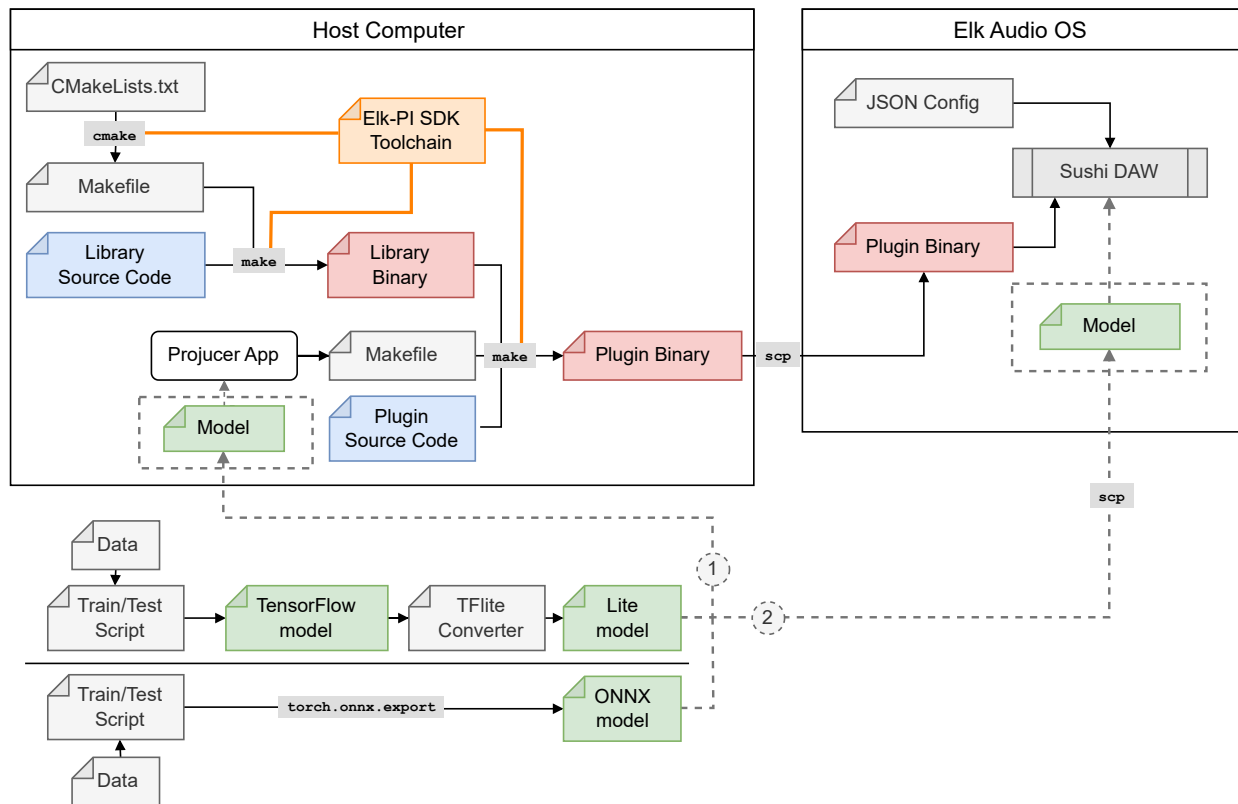 Host Computer
Elk Audio OS
CMakeLists.txt
cmake
Elk-PI SDK
Toolchain
Makefile
Library
Source Code
make
Library
Binary
Projucer App
Makefile
make
Plugin Binary
scp
Model
Plugin
Source Code
JSON Config
Sushi DAW
Plugin Binary
Model
scp
Data
Train/Test
Script
TensorFlow
model
TFlite
Converter
Lite
model
1
2
Train/Test
Script
torch.onnx.export
ONNX
model
Data